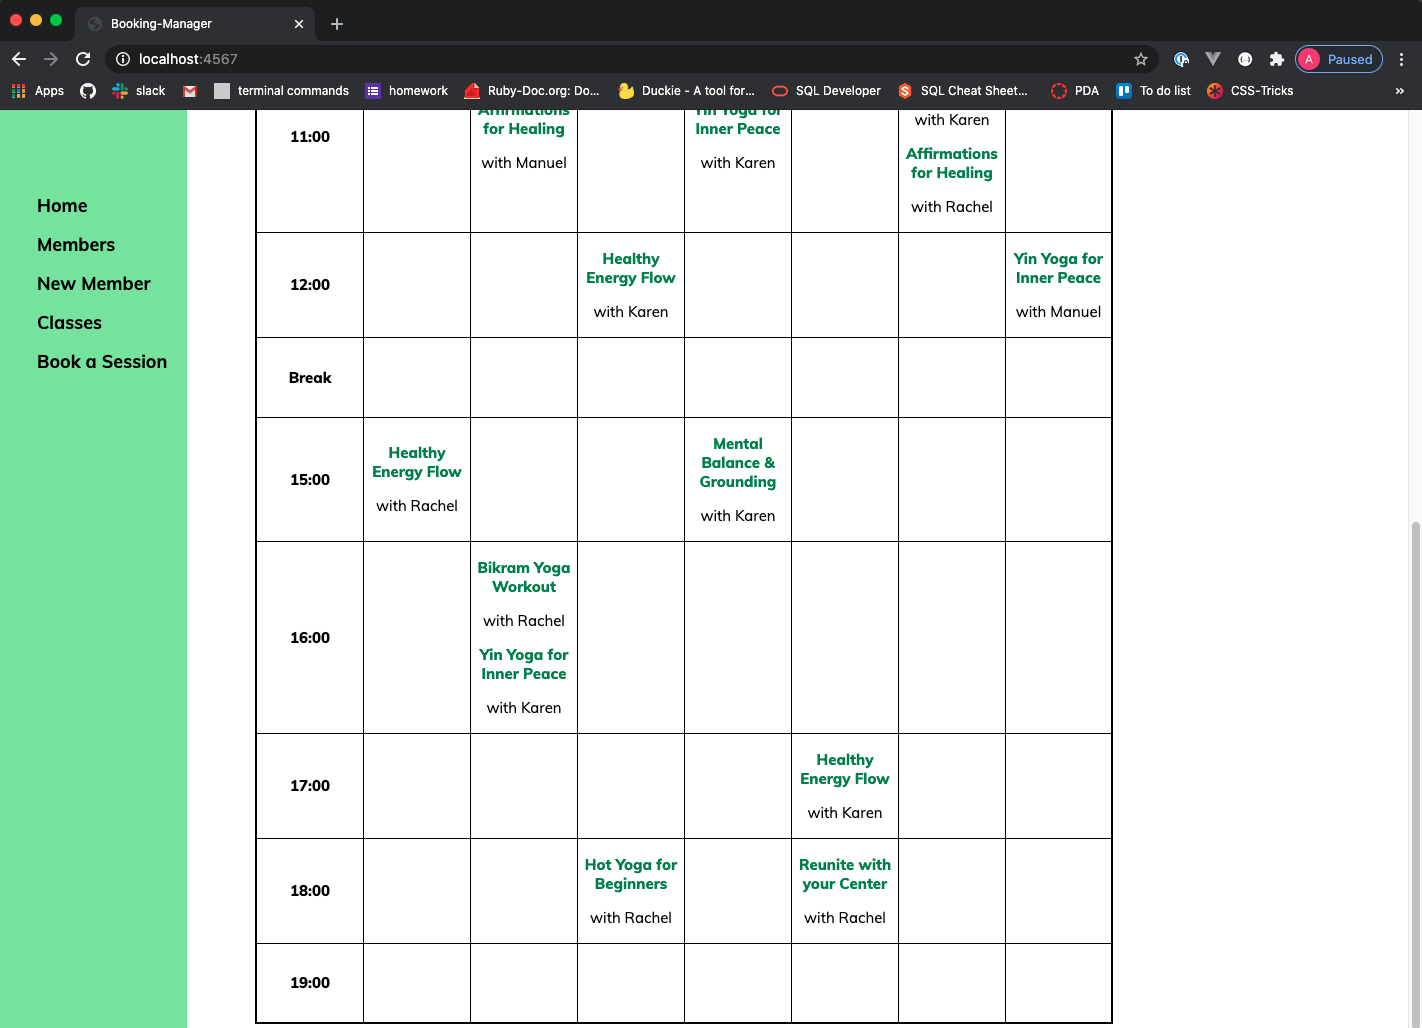 Booking-Manager
localhost:4567
A Paused
Apps
slack
terminal commands
homework
Ruby-Doc.org: Do...
Duckie - A tool for...
SQL Developer
SQL Cheat Sheet...
PDA
To do list
CSS-Tricks
»
Home
Members
New Member
Classes
Book a Session
11:00
Affirmations
for Healing
with Manuel
Yin Yoga for
Inner Peace
with Karen
with Karen
Affirmations
for Healing
with Rachel
12:00
Healthy
Energy Flow
with Karen
Yin Yoga for
Inner Peace
with Manuel
Break
15:00
Healthy
Energy Flow
with Rachel
Mental
Balance &
Grounding
with Karen
16:00
Bikram Yoga
Workout
with Rachel
Yin Yoga for
Inner Peace
with Karen
17:00
Healthy
Energy Flow
with Karen
18:00
Hot Yoga for
Beginners
with Rachel
Reunite with
your Center
with Rachel
19:00